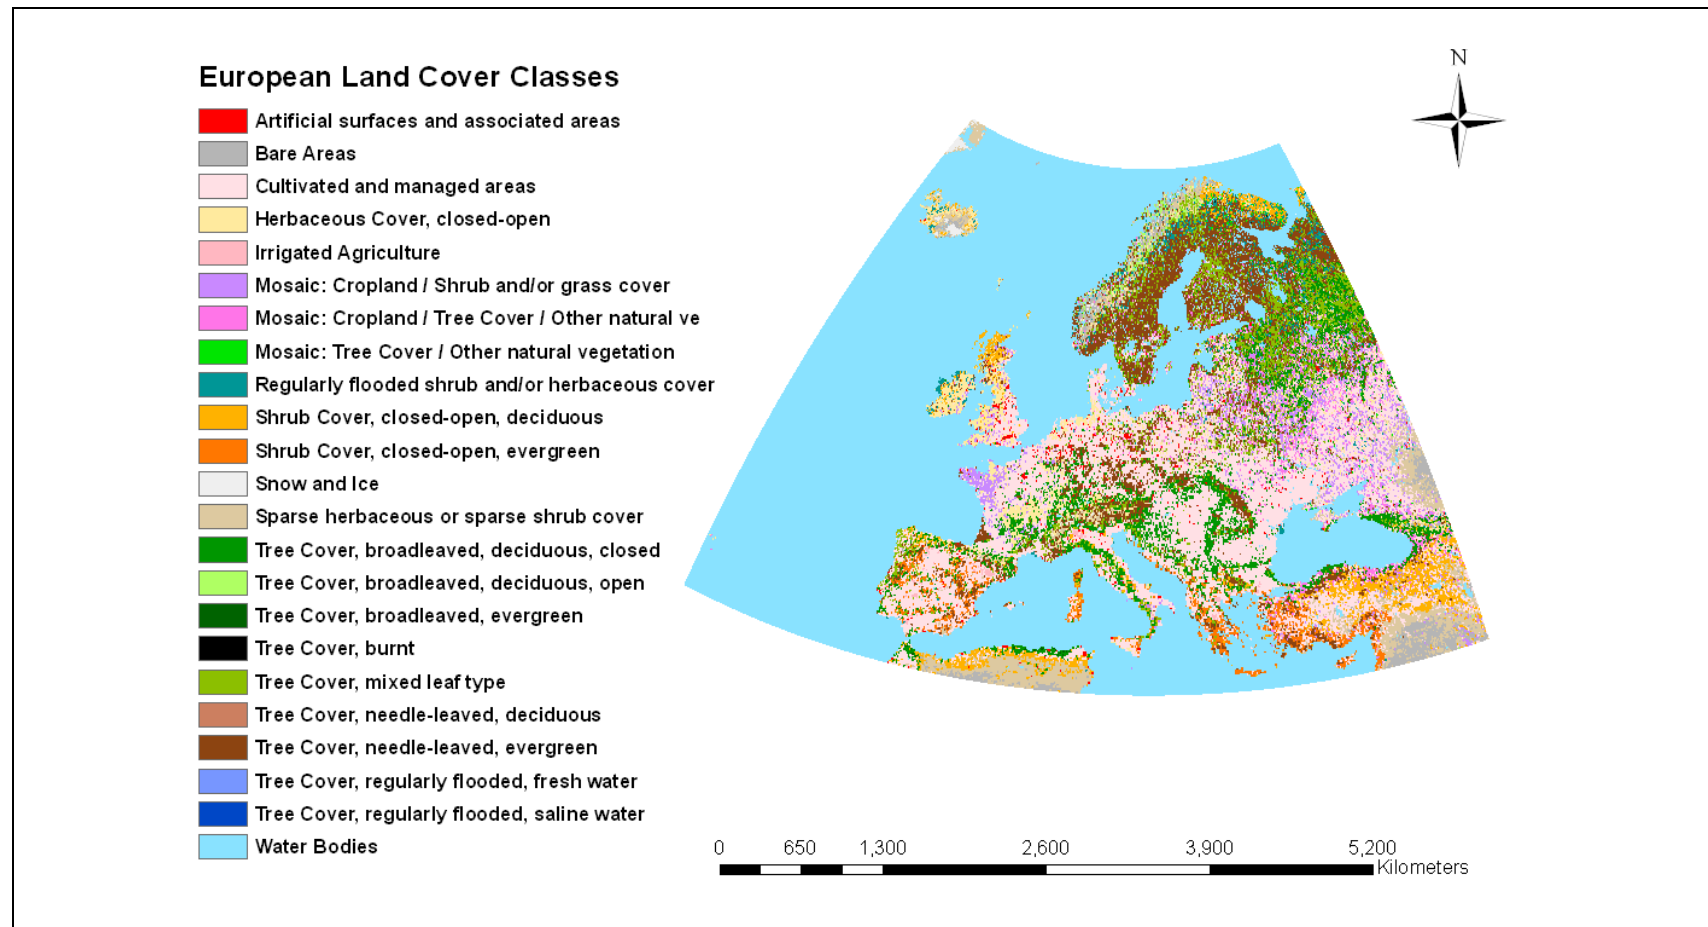 European Land Cover Classes
Artificial surfaces and associated areas
Bare Areas
Cultivated and managed areas
Herbaceous Cover, closed-open
Irrigated Agriculture
Mosaic: Cropland / Shrub and/or grass cover
Mosaic: Cropland / Tree Cover / Other natural ve
Mosaic: Tree Cover / Other natural vegetation
Regularly flooded shrub and/or herbaceous cover
Shrub Cover, closed-open, deciduous
Shrub Cover, closed-open, evergreen
Snow and Ice
Sparse herbaceous or sparse shrub cover
Tree Cover, broadleaved, deciduous, closed
Tree Cover, broadleaved, deciduous, open
Tree Cover, broadleaved, evergreen
Tree Cover, burnt
Tree Cover, mixed leaf type
Tree Cover, needle-leaved, deciduous
Tree Cover, needle-leaved, evergreen
Tree Cover, regularly flooded, fresh water
Tree Cover, regularly flooded, saline water
Water Bodies
N
0 650 1,300 2,600 3,900 5,200
Kilometers